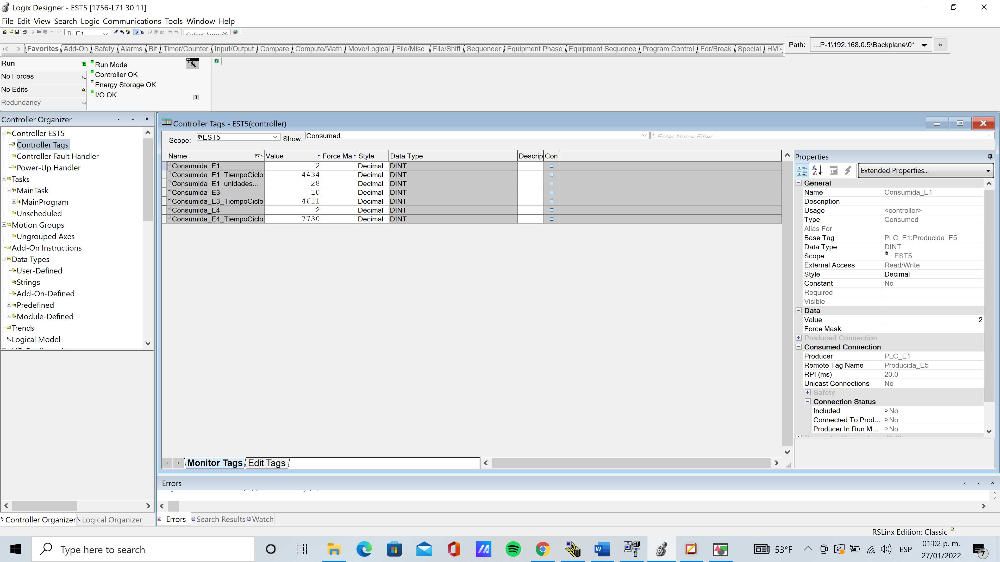 Logix Designer - EST5 [1756-L71 30.11]
File Edit View Search Logic Communications Tools Window Help
B_E1
Select langu...
Favorites Add-On Safety Alarms Bit Timer/Counter Input/Output Compare Compute/Math Move/Logical File/Misc. File/Shift Sequencer Equipment Phase Equipment Sequence Program Control For/Break Special HMI
Path: ...P-1\192.168.0.5\Backplane\0*
Run
No Forces
No Edits
Redundancy
RUN
Run Mode
Controller OK
Energy Storage OK
I/O OK
Controller Organizer
Controller EST5
Controller Tags
Controller Fault Handler
Power-Up Handler
Tasks
MainTask
MainProgram
Unscheduled
Motion Groups
Ungrouped Axes
Add-On Instructions
Data Types
User-Defined
Strings
Add-On-Defined
Predefined
Module-Defined
Trends
Logical Model
Controller Organizer Logical Organizer
Controller Tags - EST5(controller)
Scope: EST5 Show: Consumed Enter Name Filter
Name Value Force Ma Style Data Type Descrip Con
Consumida_E1 2 Decimal DINT
Consumida_E1_TiempoCiclo 4434 Decimal DINT
Consumida_E1_unidades... 28 Decimal DINT
Consumida_E3 10 Decimal DINT
Consumida_E3_TiempoCiclo 4611 Decimal DINT
Consumida_E4 2 Decimal DINT
Consumida_E4_TiempoCiclo 7730 Decimal DINT
Monitor Tags Edit Tags
Properties
Extended Properties...
General
Name Consumida_E1
Description
Usage <controller>
Type Consumed
Alias For
Base Tag PLC_E1:Producida_E5
Data Type DINT
Scope EST5
External Access Read/Write
Style Decimal
Constant No
Required
Visible
Data
Value 2
Force Mask
Produced Connection
Consumed Connection
Producer PLC_E1
Remote Tag Name Producida_E5
RPI (ms) 20.0
Unicast Connections No
Safety
Connection Status
Included No
Connected To Prod... No
Producer In Run M... No
Errors
Errors Search Results Watch
RSLinx Edition: Classic
Type here to search
53°F
ESP
01:02 p. m.
27/01/2022
7